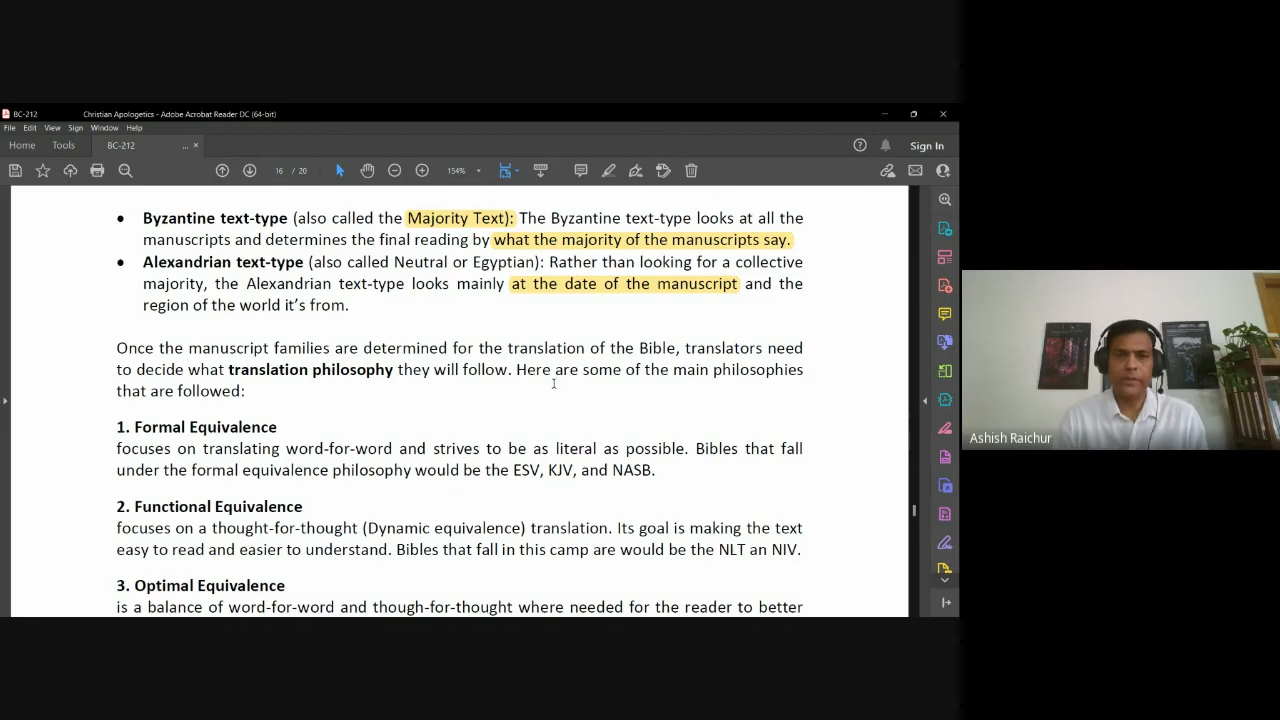 BC-212 Christian Apologetics - Adobe Acrobat Reader DC (64-bit)
File Edit View Sign Window Help
Home Tools BC-212 ... × Sign In
16 / 20 154%
• Byzantine text-type (also called the Majority Text): The Byzantine text-type looks at all the
manuscripts and determines the final reading by what the majority of the manuscripts say.
• Alexandrian text-type (also called Neutral or Egyptian): Rather than looking for a collective
majority, the Alexandrian text-type looks mainly at the date of the manuscript and the
region of the world it’s from.
Once the manuscript families are determined for the translation of the Bible, translators need
to decide what translation philosophy they will follow. Here are some of the main philosophies
that are followed:
1. Formal Equivalence
focuses on translating word-for-word and strives to be as literal as possible. Bibles that fall
under the formal equivalence philosophy would be the ESV, KJV, and NASB.
2. Functional Equivalence
focuses on a thought-for-thought (Dynamic equivalence) translation. Its goal is making the text
easy to read and easier to understand. Bibles that fall in this camp are would be the NLT an NIV.
3. Optimal Equivalence
is a balance of word-for-word and though-for-thought where needed for the reader to better
Ashish Raichur